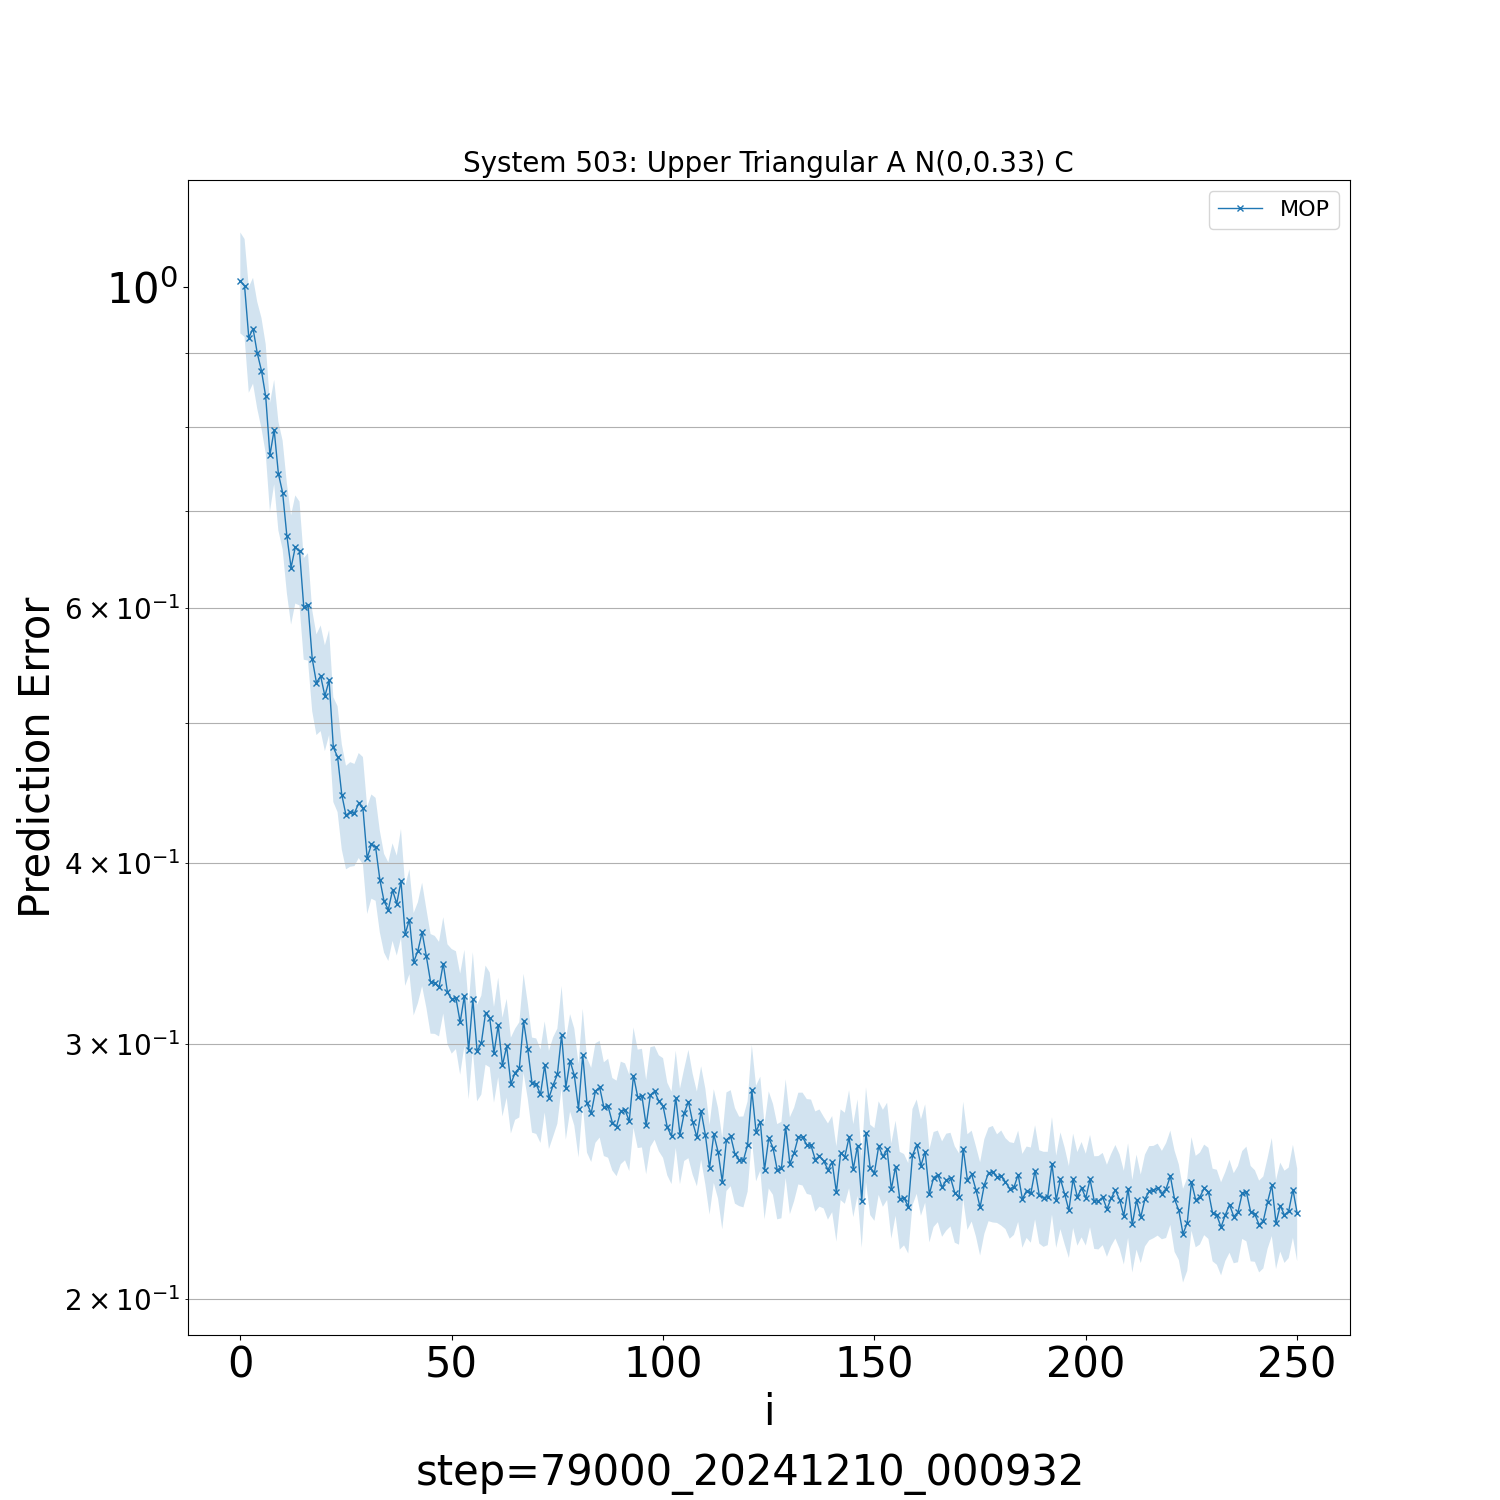 System 503: Upper Triangular A N(0,0.33) C
MOP
10⁰
6 × 10⁻¹
4 × 10⁻¹
3 × 10⁻¹
2 × 10⁻¹
Prediction Error
0 50 100 150 200 250
i
step=79000_20241210_000932